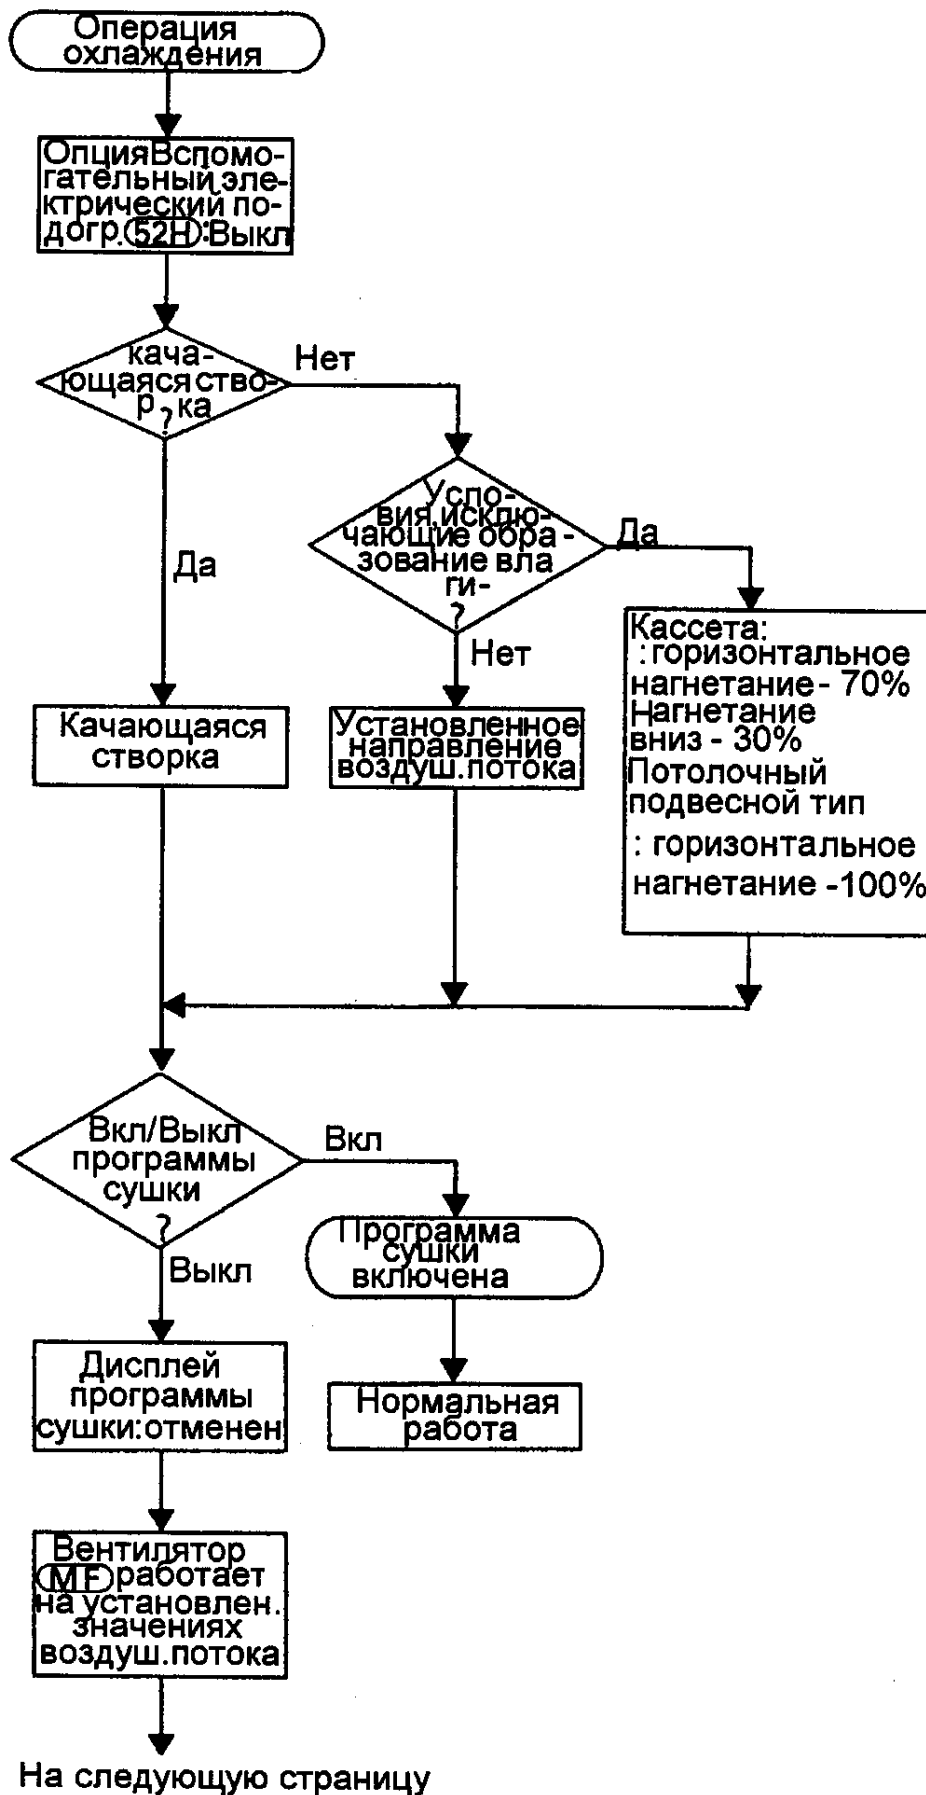 Операция
охлаждения
ОпцияВспомо-
гательный эле-
ктрический по-
догр.52H:Выкл
кача-
ющаяся ство-
р ка
?
Нет
Усло-
вия,исклю-
чающие обра-
зование вла
ги-
?
Да
Да
Нет
Кассета:
: горизонтальное
нагнетание - 70%
Нагнетание
вниз - 30%
Потолочный
подвесной тип
: горизонтальное
нагнетание -100%
Качающаяся
створка
Установленное
направление
воздуш.потока
Вкл/Выкл
программы
сушки
?
Вкл
Выкл
Программа
сушки
включена
Дисплей
программы
сушки:отменен
Нормальная
работа
Вентилятор
MF работает
на установлен.
значениях
воздуш.потока
На следующую страницу